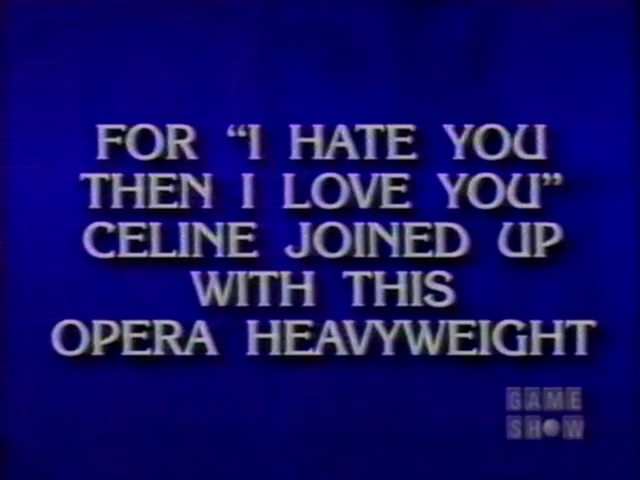 FOR “I HATE YOU
THEN I LOVE YOU”
CELINE JOINED UP
WITH THIS
OPERA HEAVYWEIGHT
GAME
SHOW